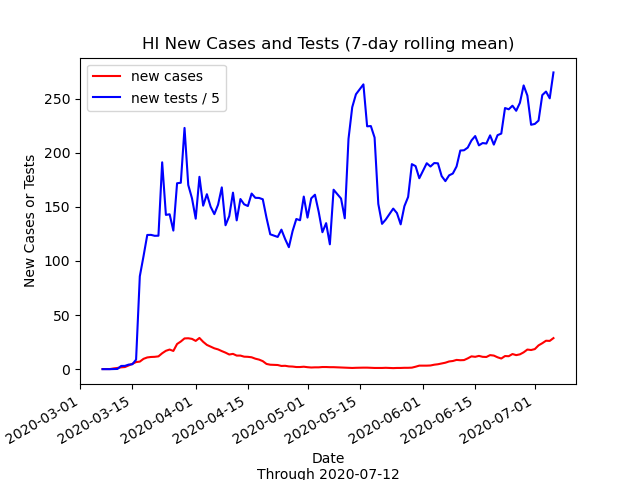 HI New Cases and Tests (7-day rolling mean)
new cases
new tests / 5
New Cases or Tests
250
200
150
100
50
0
2020-03-01
2020-03-15
2020-04-01
2020-04-15
2020-05-01
2020-05-15
2020-06-01
2020-06-15
2020-07-01
Date
Through 2020-07-12